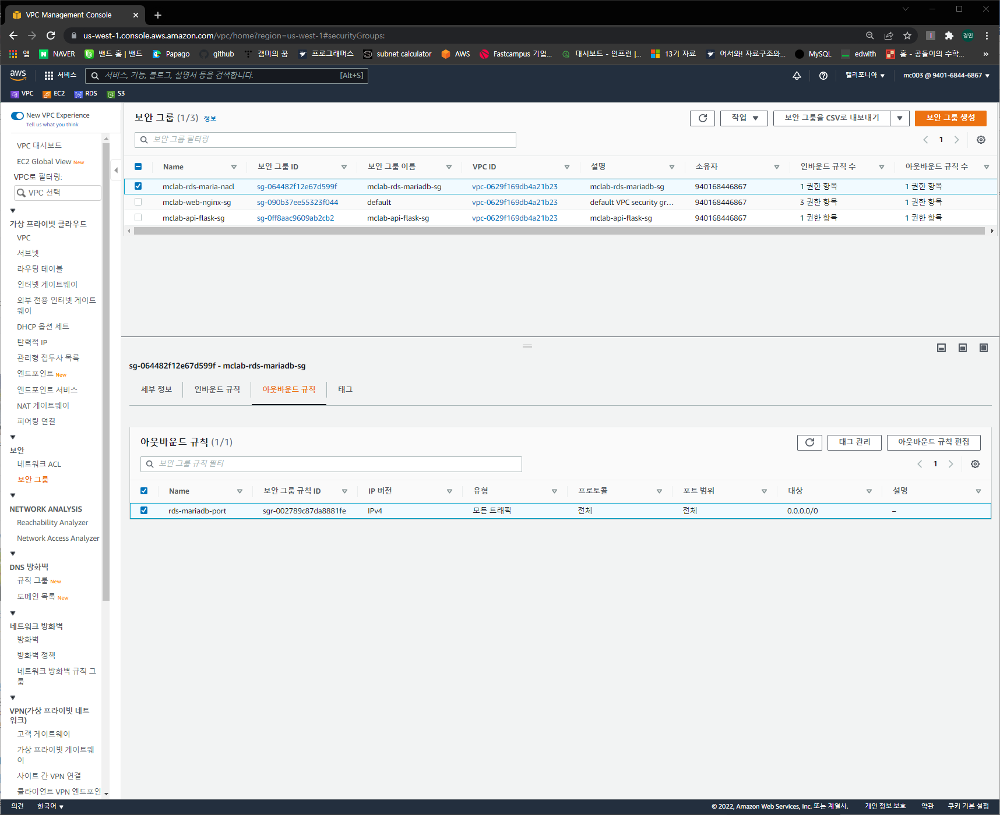 VPC Management Console
us-west-1.console.aws.amazon.com/vpc/home?region=us-west-1#securityGroups:
경민
앱 NAVER 밴드 홈 | 밴드 Papago github 캠미의 꿈 프로그래머스 subnet calculator AWS Fastcampus 기업... 대시보드 - 인프런 |... 13기 자료 어서와! 자료구조와... MySQL edwith 홈 - 공돌이의 수학... »
aws 서비스 서비스, 기능, 블로그, 설명서 등을 검색합니다. [Alt+S] 캘리포니아 mc003 @ 9401-6844-6867
VPC EC2 RDS S3
New VPC Experience
Tell us what you think
VPC 대시보드
EC2 Global View New
VPC로 필터링:
VPC 선택
가상 프라이빗 클라우드
VPC
서브넷
라우팅 테이블
인터넷 게이트웨이
외부 전용 인터넷 게이트
웨이
DHCP 옵션 세트
탄력적 IP
관리형 접두사 목록
엔드포인트 New
엔드포인트 서비스
NAT 게이트웨이
피어링 연결
보안
네트워크 ACL
보안 그룹
NETWORK ANALYSIS
Reachability Analyzer
Network Access Analyzer
DNS 방화벽
규칙 그룹 New
도메인 목록 New
네트워크 방화벽
방화벽
방화벽 정책
네트워크 방화벽 규칙 그
룹
VPN(가상 프라이빗 네트
워크)
고객 게이트웨이
가상 프라이빗 게이트웨
이
사이트 간 VPN 연결
클라이언트 VPN 엔드포인
보안 그룹 (1/3) 정보 작업 보안 그룹을 CSV로 내보내기 보안 그룹 생성
보안 그룹 필터링 1
Name 보안 그룹 ID 보안 그룹 이름 VPC ID 설명 소유자 인바운드 규칙 수 아웃바운드 규칙 수
mclab-rds-maria-nacl sg-064482f12e67d599f mclab-rds-mariadb-sg vpc-0629f169db4a21b23 mclab-rds-mariadb-sg 940168446867 1 권한 항목 1 권한 항목
mclab-web-nginx-sg sg-090b37ee55323f044 default vpc-0629f169db4a21b23 default VPC security gr... 940168446867 3 권한 항목 1 권한 항목
mclab-api-flask-sg sg-0ff8aac9609ab2cb2 mclab-api-flask-sg vpc-0629f169db4a21b23 mclab-api-flask-sg 940168446867 1 권한 항목 1 권한 항목
sg-064482f12e67d599f - mclab-rds-mariadb-sg
세부 정보 인바운드 규칙 아웃바운드 규칙 태그
아웃바운드 규칙 (1/1) 태그 관리 아웃바운드 규칙 편집
보안 그룹 규칙 필터 1
Name 보안 그룹 규칙 ID IP 버전 유형 프로토콜 포트 범위 대상 설명
rds-mariadb-port sgr-002789c87da8881fe IPv4 모든 트래픽 전체 전체 0.0.0.0/0 –
의견 한국어 © 2022, Amazon Web Services, Inc. 또는 계열사. 개인 정보 보호 약관 쿠키 기본 설정